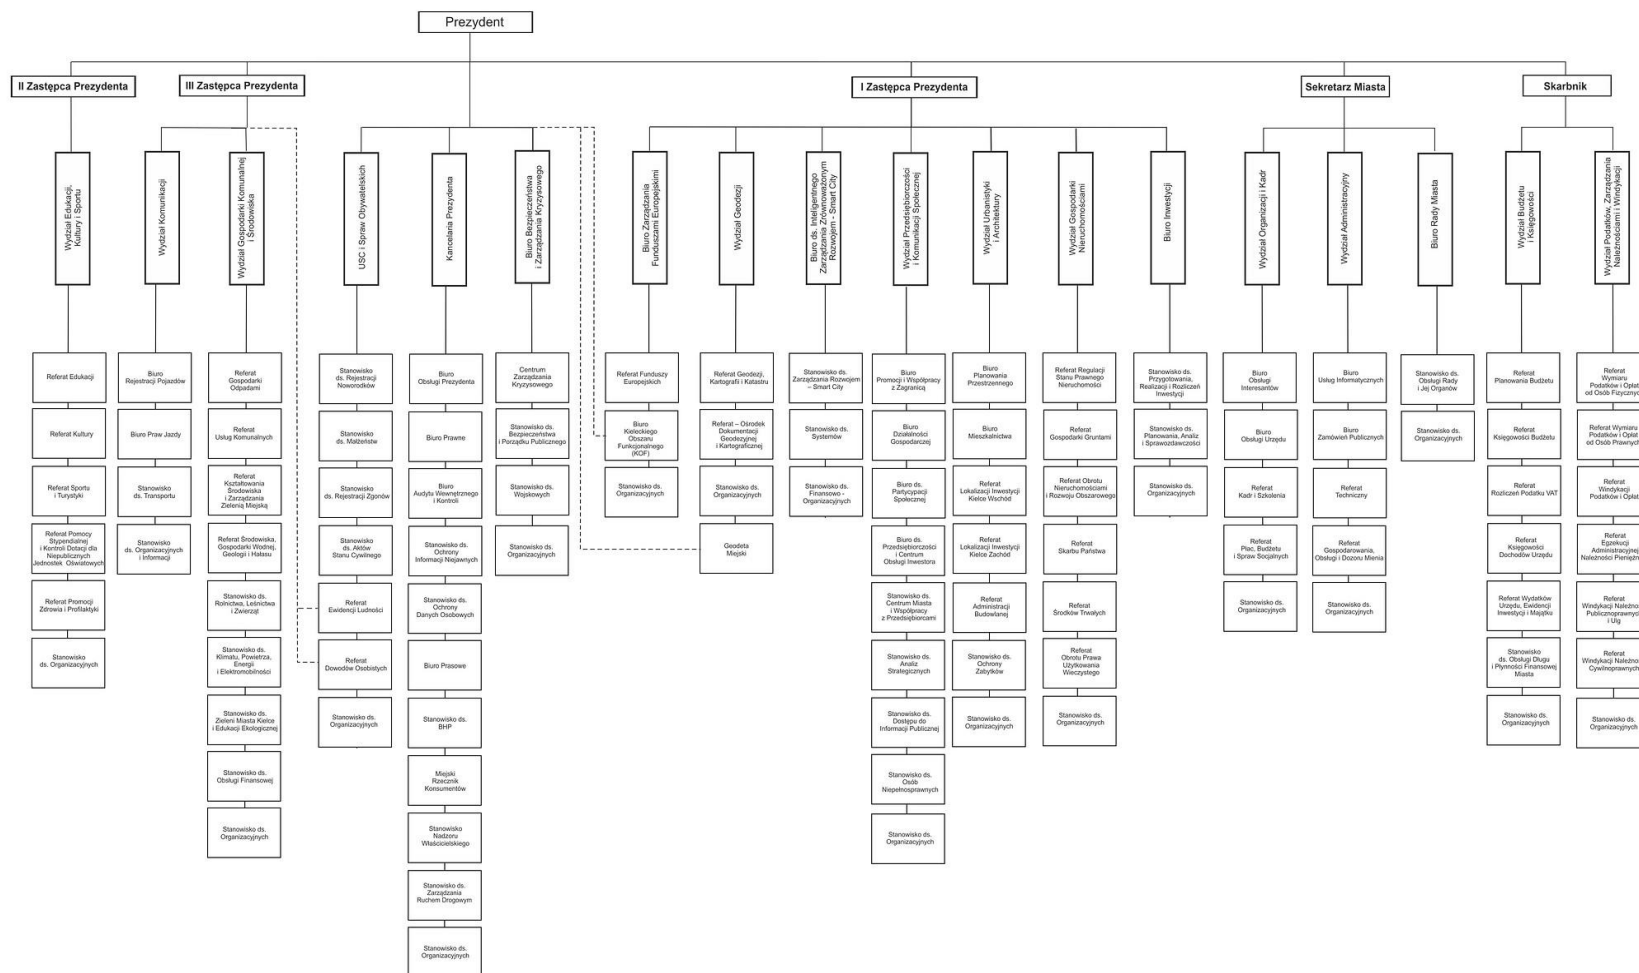 Prezydent
II Zastępca Prezydenta
III Zastępca Prezydenta
I Zastępca Prezydenta
Sekretarz Miasta
Skarbnik
Wydział Edukacji,
Kultury i Sportu
Wydział Komunikacji
Wydział Gospodarki Komunalnej
i Środowiska
USC i Spraw Obywatelskich
Kancelaria Prezydenta
Biuro Bezpieczeństwa
i Zarządzania Kryzysowego
Biuro Zarządzania
Funduszami Europejskimi
Wydział Geodezji
Biuro ds. Inteligentnego
Zarządzania Zrównoważonym
Rozwojem - Smart City
Wydział Przedsiębiorczości
i Komunikacji Społecznej
Wydział Urbanistyki
i Architektury
Wydział Gospodarki
Nieruchomościami
Biuro Inwestycji
Wydział Organizacji i Kadr
Wydział Administracyjny
Biuro Rady Miasta
Wydział Budżetu
i Księgowości
Wydział Podatków, Zarządzania
Należnościami i Windykacji
Referat Edukacji
Referat Kultury
Referat Sportu
i Turystyki
Referat Pomocy
Stypendialnej
i Kontroli Dotacji dla
Niepublicznych
Jednostek Oświatowych
Referat Promocji
Zdrowia i Profilaktyki
Stanowisko
ds. Organizacyjnych
Biuro
Rejestracji Pojazdów
Biuro Praw Jazdy
Stanowisko
ds. Transportu
Stanowisko
ds. Organizacyjnych
i Informacji
Referat
Gospodarki
Odpadami
Referat
Usług Komunalnych
Referat
Kształtowania
Środowiska
i Zarządzania
Zielenią Miejską
Referat Środowiska,
Gospodarki Wodnej,
Geologii i Hałasu
Stanowisko ds.
Rolnictwa, Leśnictwa
i Zwierząt
Stanowisko ds.
Klimatu, Powietrza,
Energii
i Elektromobilności
Stanowisko ds.
Zieleni Miasta Kielce
i Edukacji Ekologicznej
Stanowisko ds.
Obsługi Finansowej
Stanowisko ds.
Organizacyjnych
Stanowisko
ds. Rejestracji
Noworodków
Stanowisko
ds. Małżeństw
Stanowisko
ds. Rejestracji Zgonów
Stanowisko
ds. Aktów
Stanu Cywilnego
Referat
Ewidencji Ludności
Referat
Dowodów Osobistych
Stanowisko ds.
Organizacyjnych
Biuro
Obsługi Prezydenta
Biuro Prawne
Biuro
Audytu Wewnętrznego
i Kontroli
Stanowisko ds.
Ochrony
Informacji Niejawnych
Stanowisko ds.
Ochrony
Danych Osobowych
Biuro Prasowe
Stanowisko ds.
BHP
Miejski
Rzecznik
Konsumentów
Stanowisko
Nadzoru
Właścicielskiego
Stanowisko ds.
Zarządzania
Ruchem Drogowym
Stanowisko ds.
Organizacyjnych
Centrum
Zarządzania
Kryzysowego
Stanowisko ds.
Bezpieczeństwa
i Porządku Publicznego
Stanowisko ds.
Wojskowych
Stanowisko ds.
Organizacyjnych
Referat Funduszy
Europejskich
Biuro
Kieleckiego
Obszaru
Funkcjonalnego
(KOF)
Stanowisko ds.
Organizacyjnych
Referat Geodezji,
Kartografii i Katastru
Referat – Ośrodek
Dokumentacji
Geodezyjnej
i Kartograficznej
Stanowisko ds.
Organizacyjnych
Geodeta
Miejski
Stanowisko ds.
Zarządzania Rozwojem
– Smart City
Stanowisko ds.
Systemów
Stanowisko ds.
Finansowo -
Organizacyjnych
Biuro
Promocji i Współpracy
z Zagranicą
Biuro
Działalności
Gospodarczej
Biuro ds.
Partycypacji
Społecznej
Biuro ds.
Przedsiębiorczości
i Centrum
Obsługi Inwestora
Stanowisko ds.
Centrum Miasta
i Współpracy
z Przedsiębiorcami
Stanowisko ds.
Analiz
Strategicznych
Stanowisko ds.
Dostępu do
Informacji Publicznej
Stanowisko ds.
Osób
Niepełnosprawnych
Stanowisko ds.
Organizacyjnych
Biuro
Planowania
Przestrzennego
Biuro
Mieszkalnictwa
Referat
Lokalizacji Inwestycji
Kielce Wschód
Referat
Lokalizacji Inwestycji
Kielce Zachód
Referat
Administracji
Budowlanej
Stanowisko ds.
Ochrony
Zabytków
Stanowisko ds.
Organizacyjnych
Referat Regulacji
Stanu Prawnego
Nieruchomości
Referat
Gospodarki Gruntami
Referat Obrotu
Nieruchomościami
i Rozwoju Obszarowego
Referat
Skarbu Państwa
Referat
Środków Trwałych
Referat
Obrotu Prawa
Użytkowania
Wieczystego
Stanowisko ds.
Organizacyjnych
Stanowisko ds.
Przygotowania,
Realizacji i Rozliczeń
Inwestycji
Stanowisko ds.
Planowania, Analiz
i Sprawozdawczości
Stanowisko ds.
Organizacyjnych
Biuro
Obsługi
Interesantów
Biuro
Obsługi Urzędu
Referat
Kadr i Szkolenia
Referat
Płac, Budżetu
i Spraw Socjalnych
Stanowisko ds.
Organizacyjnych
Biuro
Usług Informatycznych
Biuro
Zamówień Publicznych
Referat
Techniczny
Referat
Gospodarowania,
Obsługi i Dozoru Mienia
Stanowisko ds.
Organizacyjnych
Stanowisko ds.
Obsługi Rady
i Jej Organów
Stanowisko ds.
Organizacyjnych
Referat
Planowania Budżetu
Referat
Księgowości Budżetu
Referat
Rozliczeń Podatku VAT
Referat
Księgowości
Dochodów Urzędu
Referat Wydatków
Urzędu, Ewidencji
Inwestycji i Majątku
Stanowisko
ds. Obsługi Długu
i Płynności Finansowej
Miasta
Stanowisko ds.
Organizacyjnych
Referat
Wymiaru
Podatków i Opłat
od Osób Fizycznyc
Referat Wymiaru
Podatków i Opłat
od Osób Prawnyc
Referat
Windykacji
Podatków i Opłat
Referat
Egzekucji
Administracyjnej
Należności Pieniężn
Referat
Windykacji Należno
Publicznoprawnyc
i Ulg
Referat
Windykacji Należno
Cywilnoprawnyc
Stanowisko ds.
Organizacyjnych